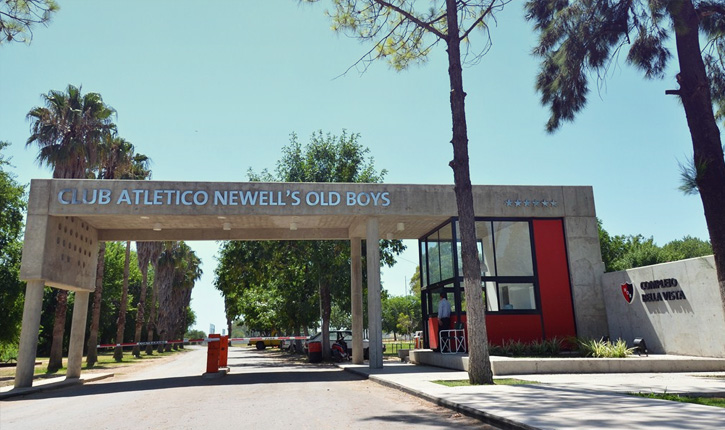 CLUB ATLETICO NEWELL'S OLD BOYS
COMPLEJO
BELLA VISTA